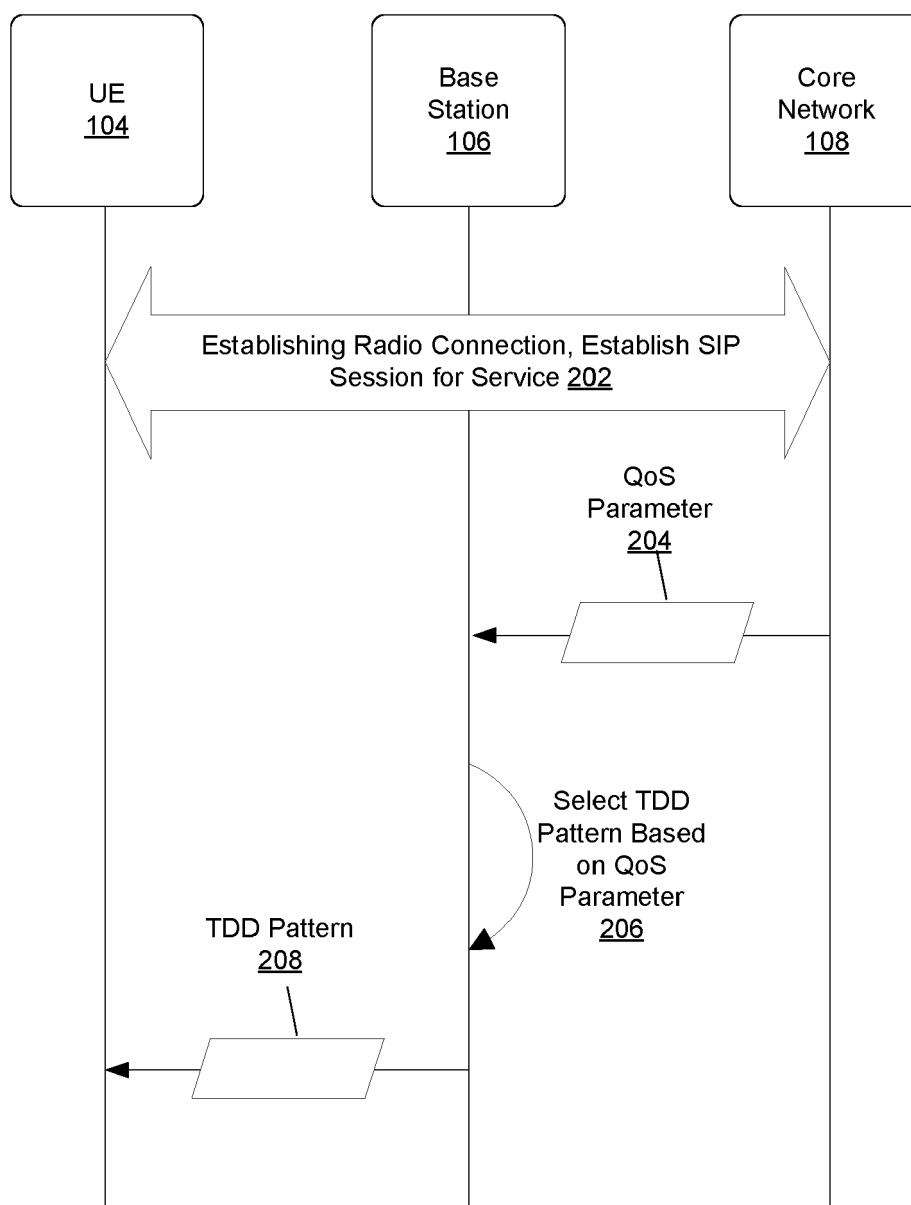 UE
104
Base
Station
106
Core
Network
108
Establishing Radio Connection, Establish SIP
Session for Service 202
QoS
Parameter
204
Select TDD
Pattern Based
on QoS
Parameter
206
TDD Pattern
208